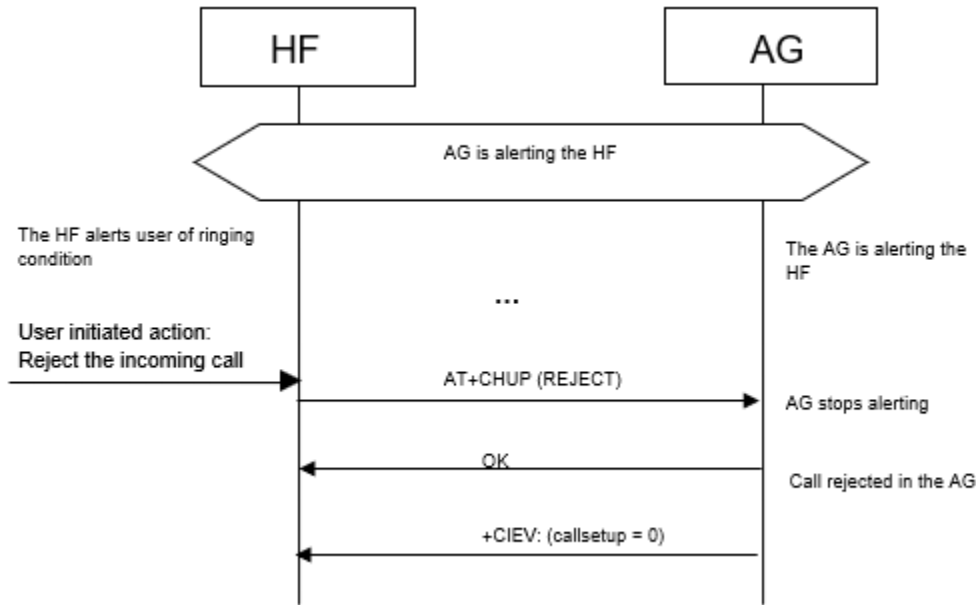 HF
AG
AG is alerting the HF
The HF alerts user of ringing
condition
The AG is alerting the
HF
...
User initiated action:
Reject the incoming call
AT+CHUP (REJECT)
AG stops alerting
OK
Call rejected in the AG
+CIEV: (callsetup = 0)